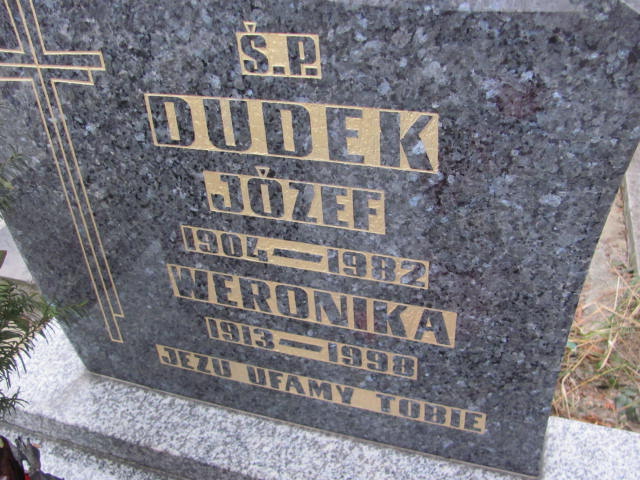 Ś.P.
DUDEK
JÓZEF
1904 — 1982
WERONIKA
1913 — 1998
JEZU UFAMY TOBIE